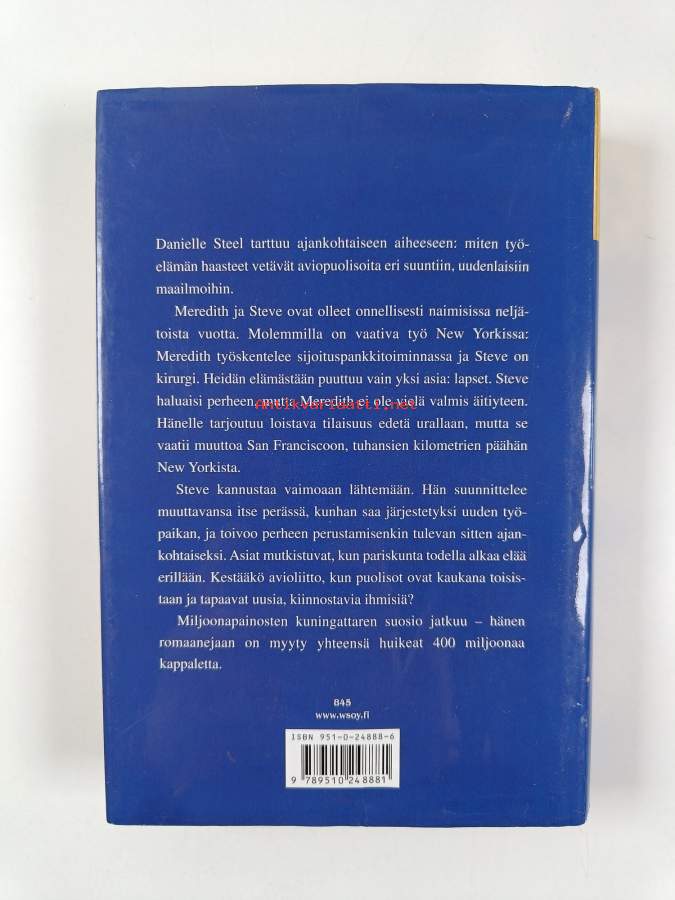 Danielle Steel tarttuu ajankohtaiseen aiheeseen: miten työ-
elämän haasteet vetävät aviopuolisoita eri suuntiin, uudenlaisiin
maailmoihin.
Meredith ja Steve ovat olleet onnellisesti naimisissa neljä-
toista vuotta. Molemmilla on vaativa työ New Yorkissa:
Meredith työskentelee sijoituspankkitoiminnassa ja Steve on
kirurgi. Heidän elämästään puuttuu vain yksi asia: lapset. Steve
haluaisi perheen, mutta Meredith ei ole vielä valmis äitiyteen.
Antikvariaatti.net
Hänelle tarjoutuu loistava tilaisuus edetä urallaan, mutta se
vaatii muuttoa San Franciscoon, tuhansien kilometrien päähän
New Yorkista.
Steve kannustaa vaimoaan lähtemään. Hän suunnittelee
muuttavansa itse perässä, kunhan saa järjestetyksi uuden työ-
paikan, ja toivoo perheen perustamisenkin tulevan sitten ajan-
kohtaiseksi. Asiat mutkistuvat, kun pariskunta todella alkaa elää
erillään. Kestääkö avioliitto, kun puolisot ovat kaukana toisis-
taan ja tapaavat uusia, kiinnostavia ihmisiä?
Miljoonapainosten kuningattaren suosio jatkuu – hänen
romaanejaan on myyty yhteensä huikeat 400 miljoonaa
kappaletta.
845
www.wsoy.fi
ISBN 951-0-24888-6
9 789510 248881